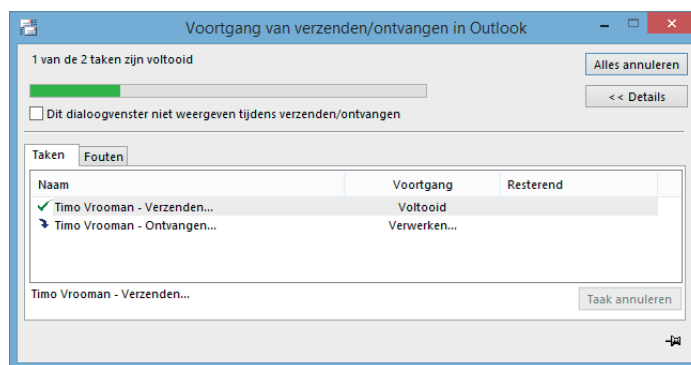 Voortgang van verzenden/ontvangen in Outlook
1 van de 2 taken zijn voltooid
Alles annuleren
<< Details
Dit dialoogvenster niet weergeven tijdens verzenden/ontvangen
Taken Fouten
Naam Voortgang Resterend
Timo Vrooman - Verzenden... Voltooid
Timo Vrooman - Ontvangen... Verwerken...
Timo Vrooman - Verzenden...
Taak annuleren